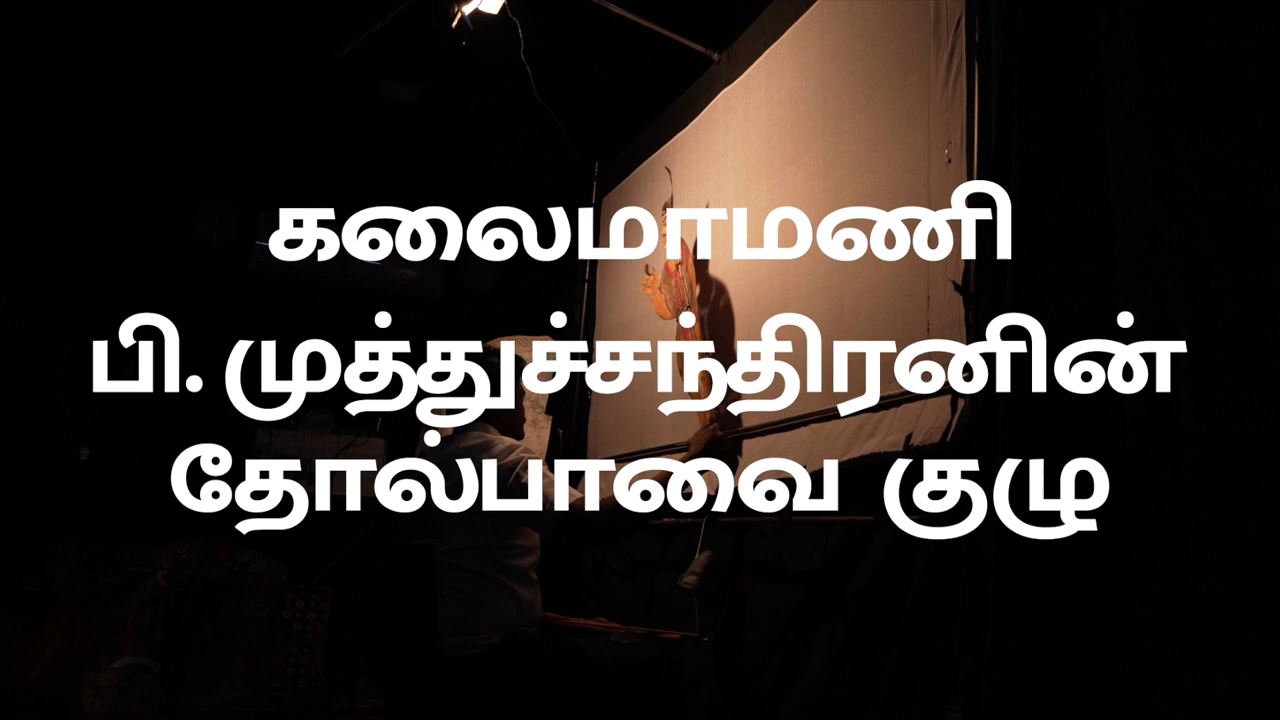 கலைமாமணி
பி. முத்துச்சந்திரனின்
தோல்பாவை குழு